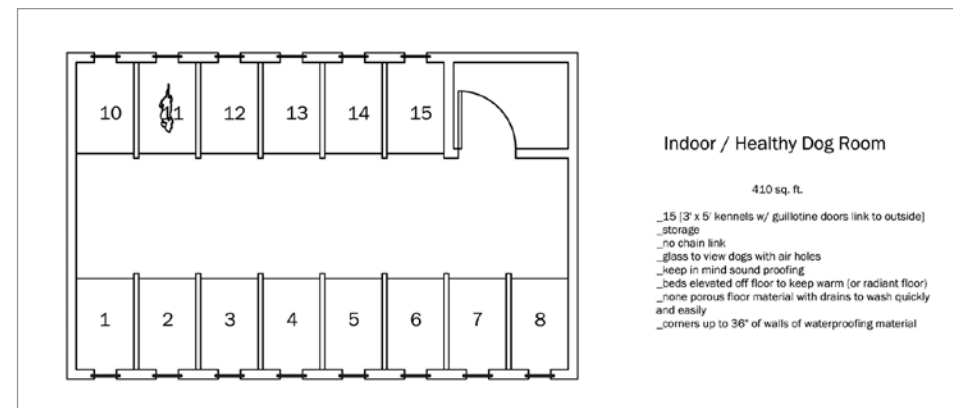 10 11 12 13 14 15
1 2 3 4 5 6 7 8
Indoor / Healthy Dog Room
410 sq. ft.
_15 [3' x 5' kennels w/ guillotine doors link to outside]
_storage
_no chain link
_glass to view dogs with air holes
_keep in mind sound proofing
_beds elevated off floor to keep warm (or radiant floor)
_none porous floor material with drains to wash quickly
and easily
_corners up to 36" of walls of waterproofing material